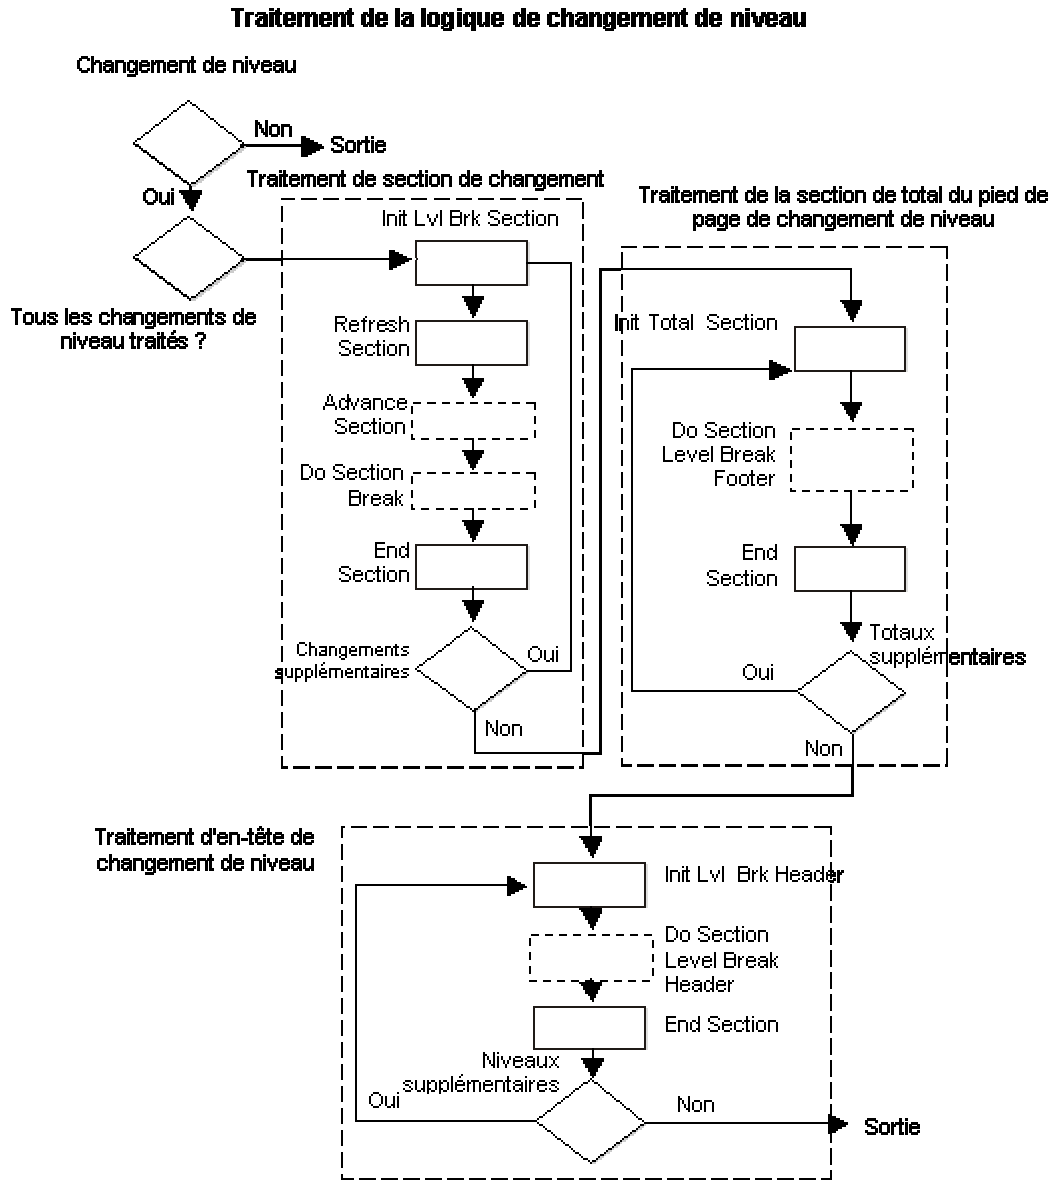 Traitement de la logique de changement de niveau
Changement de niveau
Non
Sortie
Oui
Tous les changements de
niveau traités ?
Traitement de section de changement
Init Lvl Brk Section
Refresh
Section
Advance
Section
Do Section
Break
End
Section
Changements
supplémentaires
Oui
Non
Traitement de la section de total du pied de
page de changement de niveau
Init Total Section
Do Section
Level Break
Footer
End
Section
Totaux
supplémentaires
Oui
Non
Traitement d'en-tête de
changement de niveau
Init Lvl Brk Header
Do Section
Level Break
Header
End Section
Niveaux
supplémentaires
Oui
Non
Sortie